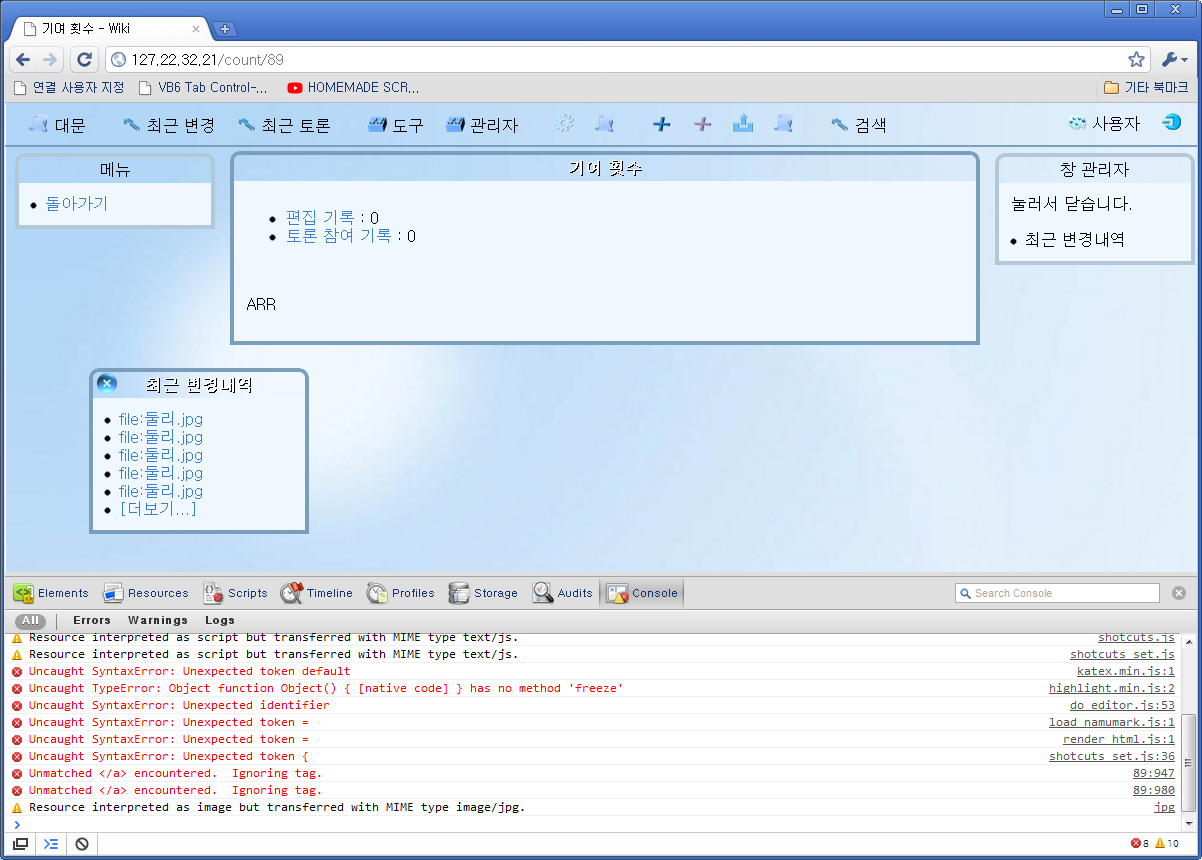 기여 횟수 - Wiki
127.22.32.21/count/89
연결 사용자 지정 VB6 Tab Control-... HOMEMADE SCR... 기타 북마크
대문 최근 변경 최근 토론 도구 관리자 검색 사용자
메뉴
돌아가기
기여 횟수
편집 기록 : 0
토론 참여 기록 : 0
ARR
창 관리자
눌러서 닫습니다.
최근 변경내역
최근 변경내역
file:둘리.jpg
file:둘리.jpg
file:둘리.jpg
file:둘리.jpg
file:둘리.jpg
[더보기...]
Elements Resources Scripts Timeline Profiles Storage Audits Console Search Console
All Errors Warnings Logs
Resource interpreted as script but transferred with MIME type text/js. shotcuts.js
Resource interpreted as script but transferred with MIME type text/js. shotcuts_set.js
Uncaught SyntaxError: Unexpected token default katex.min.js:1
Uncaught TypeError: Object function Object() { [native code] } has no method 'freeze' highlight.min.js:2
Uncaught SyntaxError: Unexpected identifier do_editor.js:53
Uncaught SyntaxError: Unexpected token = load_namumark.js:1
Uncaught SyntaxError: Unexpected token = render_html.js:1
Uncaught SyntaxError: Unexpected token { shotcuts_set.js:36
Unmatched </a> encountered. Ignoring tag. 89:947
Unmatched </a> encountered. Ignoring tag. 89:980
Resource interpreted as image but transferred with MIME type image/jpg. jpg
8 10